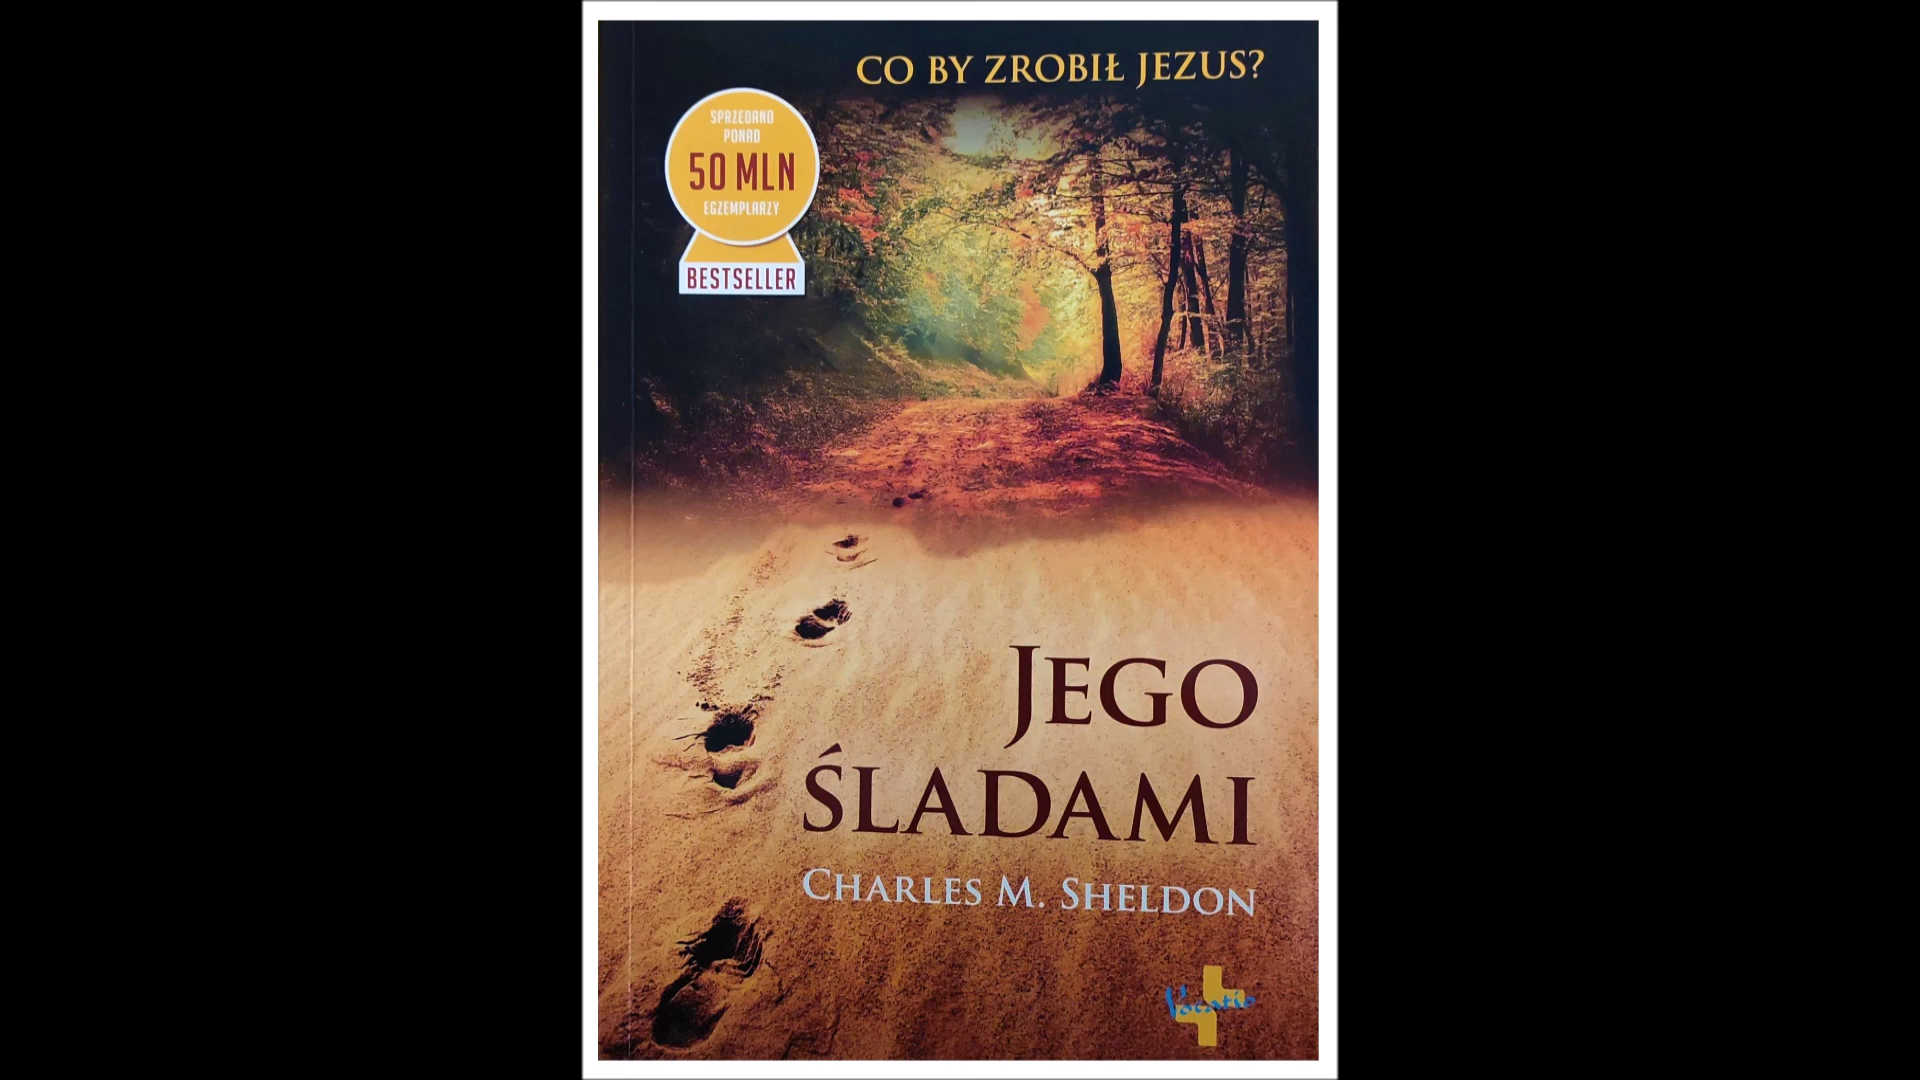 CO BY ZROBIŁ JEZUS?
SPRZEDANO
PONAD
50 MLN
EGZEMPLARZY
BESTSELLER
JEGO
ŚLADAMI
CHARLES M. SHELDON
Vocatio